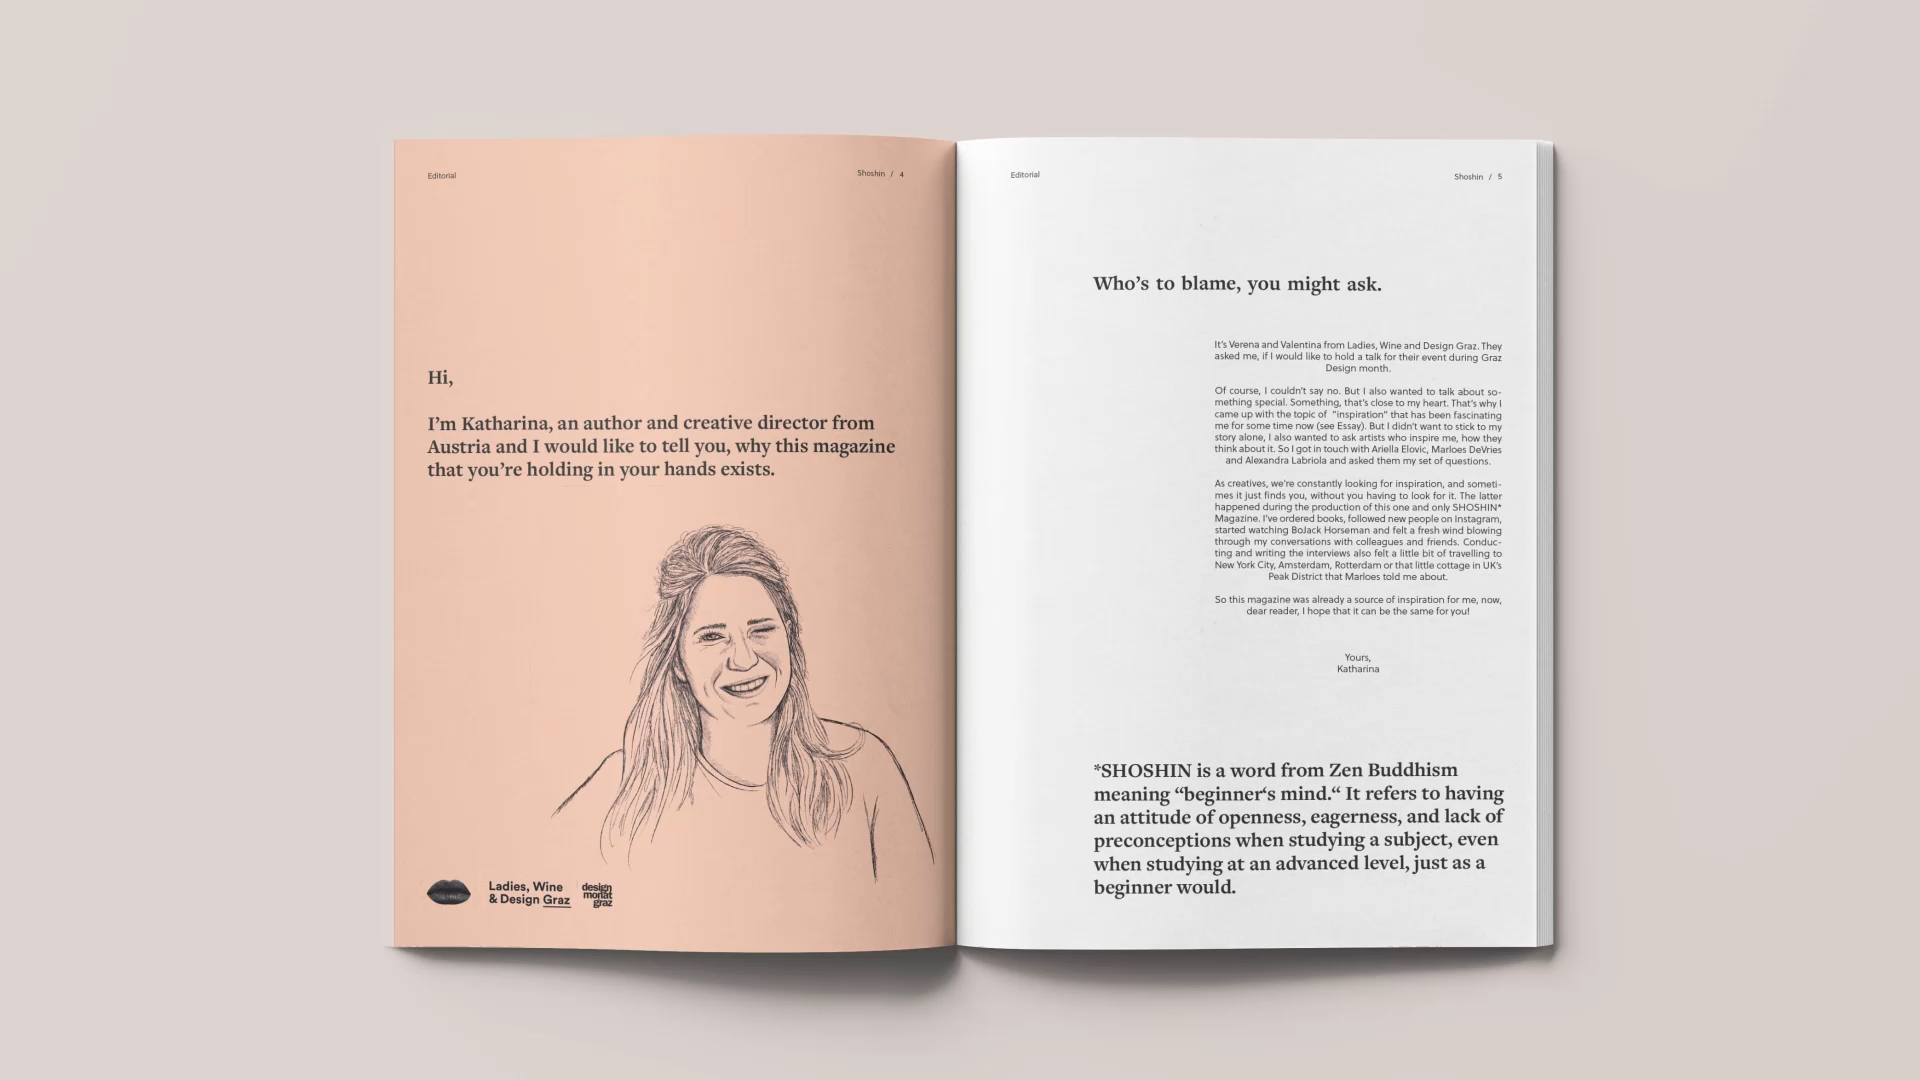 Editorial
Shoshin / 4
Hi,
I'm Katharina, an author and creative director from
Austria and I would like to tell you, why this magazine
that you're holding in your hands exists.
Ladies, Wine
& Design Graz
design
monat
graz
Editorial
Shoshin / 5
Who's to blame, you might ask.
It's Verena and Valentina from Ladies, Wine and Design Graz. They
asked me, if I would like to hold a talk for their event during Graz
Design month.
Of course, I couldn't say no. But I also wanted to talk about so-
mething special. Something, that's close to my heart. That's why I
came up with the topic of "inspiration" that has been fascinating
me for some time now (see Essay). But I didn't want to stick to my
story alone, I also wanted to ask artists who inspire me, how they
think about it. So I got in touch with Ariella Elovic, Marloes DeVries
and Alexandra Labriola and asked them my set of questions.
As creatives, we're constantly looking for inspiration, and someti-
mes it just finds you, without you having to look for it. The latter
happened during the production of this one and only SHOSHIN*
Magazine. I've ordered books, followed new people on Instagram,
started watching BoJack Horseman and felt a fresh wind blowing
through my conversations with colleagues and friends. Conduc-
ting and writing the interviews also felt a little bit of travelling to
New York City, Amsterdam, Rotterdam or that little cottage in UK's
Peak District that Marloes told me about.
So this magazine was already a source of inspiration for me, now,
dear reader, I hope that it can be the same for you!
Yours,
Katharina
*SHOSHIN is a word from Zen Buddhism
meaning “beginner‘s mind.“ It refers to having
an attitude of openness, eagerness, and lack of
preconceptions when studying a subject, even
when studying at an advanced level, just as a
beginner would.